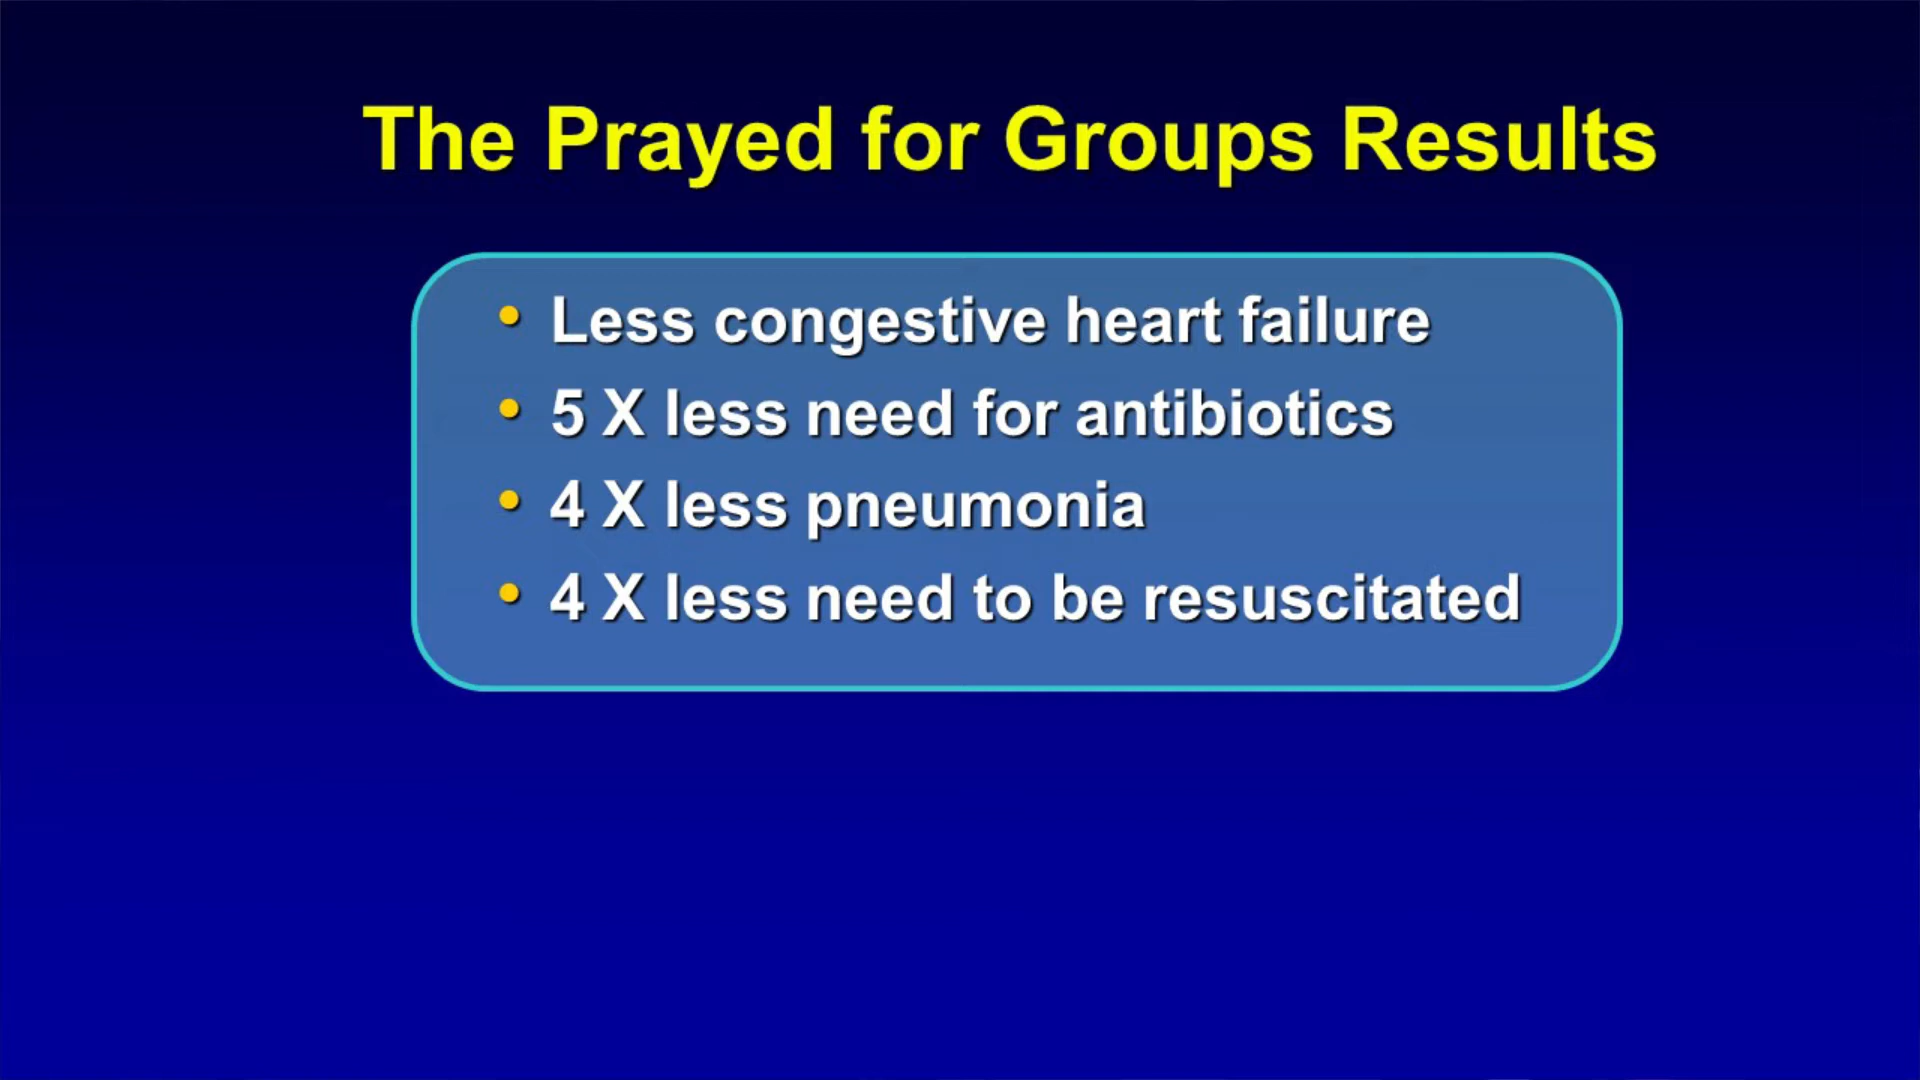 The Prayed for Groups Results
• Less congestive heart failure
• 5 X less need for antibiotics
• 4 X less pneumonia
• 4 X less need to be resuscitated